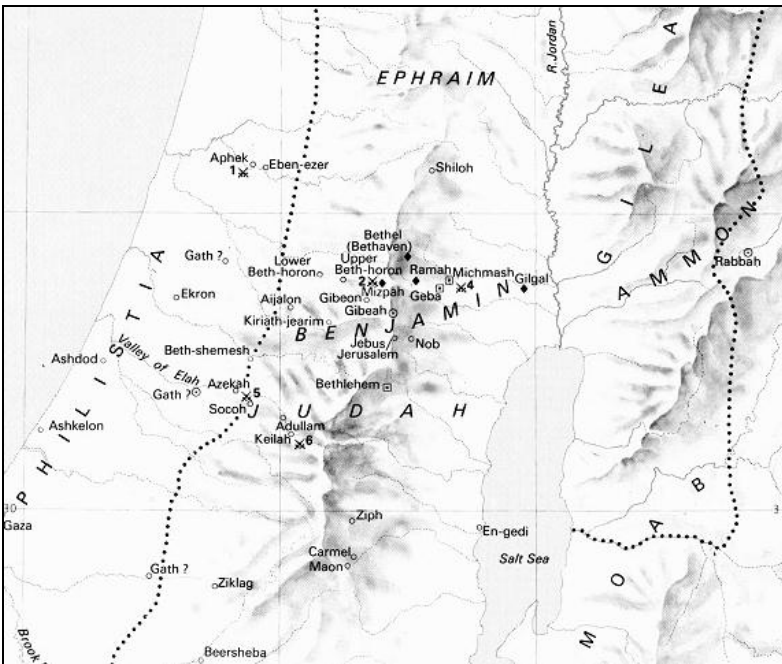 EPHRAIM
R. Jordan
GILEA
Aphek
1
Eben-ezer
Shiloh
Bethel
(Bethaven)
Gath ?
Lower
Beth-horon
Upper
Beth-horon
2
Mizpah
Ramah
Michmash
4
Geba
Gilgal
AMMON
Rabbah
Ekron
Aijalon
Gibeon
Gibeah
Kiriath-jearim
BENJAMIN
PHILISTIA
Ashdod
Valley of Elah
Beth-shemesh
Jebus
Jerusalem
Nob
Gath ?
Azekah
5
Socoh
Bethlehem
JUDAH
Ashkelon
Adullam
Keilah
6
30
Gaza
Ziph
En-gedi
MOAB
Salt Sea
Carmel
Maon
Gath ?
Ziklag
Beersheba
Brook